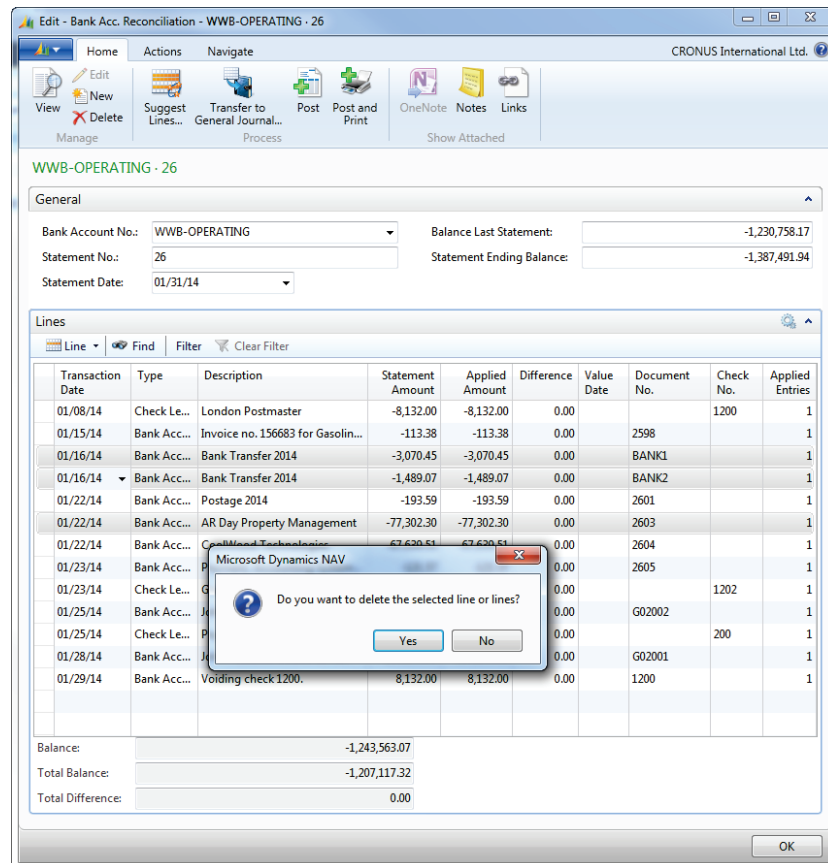 Edit - Bank Acc. Reconciliation - WWB-OPERATING · 26
Home Actions Navigate CRONUS International Ltd.
View Edit New Delete
Suggest Lines... Transfer to General Journal... Post Post and Print
OneNote Notes Links
Manage Process Show Attached
WWB-OPERATING · 26
General
Bank Account No.: WWB-OPERATING Balance Last Statement: -1,230,758.17
Statement No.: 26 Statement Ending Balance: -1,387,491.94
Statement Date: 01/31/14
Lines
Line Find Filter Clear Filter
Transaction Date Type Description Statement Amount Applied Amount Difference Value Date Document No. Check No. Applied Entries
01/08/14 Check Le... London Postmaster -8,132.00 -8,132.00 0.00 1200 1
01/15/14 Bank Acc... Invoice no. 156683 for Gasolin... -113.38 -113.38 0.00 2598 1
01/16/14 Bank Acc... Bank Transfer 2014 -3,070.45 -3,070.45 0.00 BANK1 1
01/16/14 Bank Acc... Bank Transfer 2014 -1,489.07 -1,489.07 0.00 BANK2 1
01/22/14 Bank Acc... Postage 2014 -193.59 -193.59 0.00 2601 1
01/22/14 Bank Acc... AR Day Property Management -77,302.30 -77,302.30 0.00 2603 1
01/22/14 Bank Acc... CoolWood Technologies 0.00 2604 1
01/23/14 Bank Acc... 0.00 2605 1
01/23/14 Check Le... 0.00 1202 1
01/25/14 Bank Acc... 0.00 G02002 1
01/25/14 Check Le... 0.00 200 1
01/28/14 Bank Acc... 0.00 G02001 1
01/29/14 Bank Acc... Voiding check 1200. 8,132.00 8,132.00 0.00 1200 1
Microsoft Dynamics NAV
Do you want to delete the selected line or lines?
Yes No
Balance: -1,243,563.07
Total Balance: -1,207,117.32
Total Difference: 0.00
OK